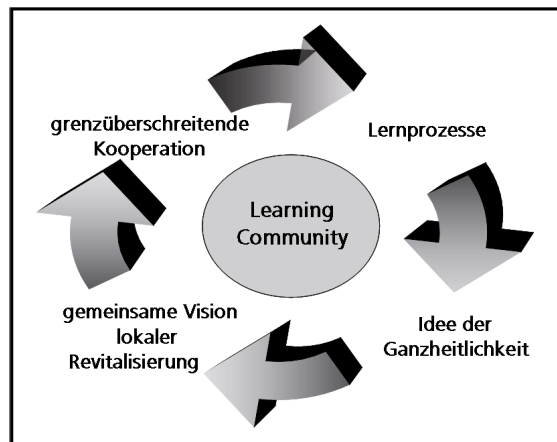 grenzüberschreitende
Kooperation
Lernprozesse
Learning
Community
gemeinsame Vision
lokaler
Revitalisierung
Idee der
Ganzheitlichkeit